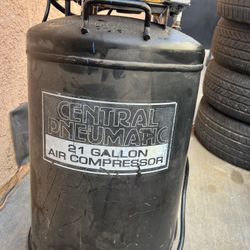 CENTRAL
PNEUMATIC
21 GALLON
AIR COMPRESSOR